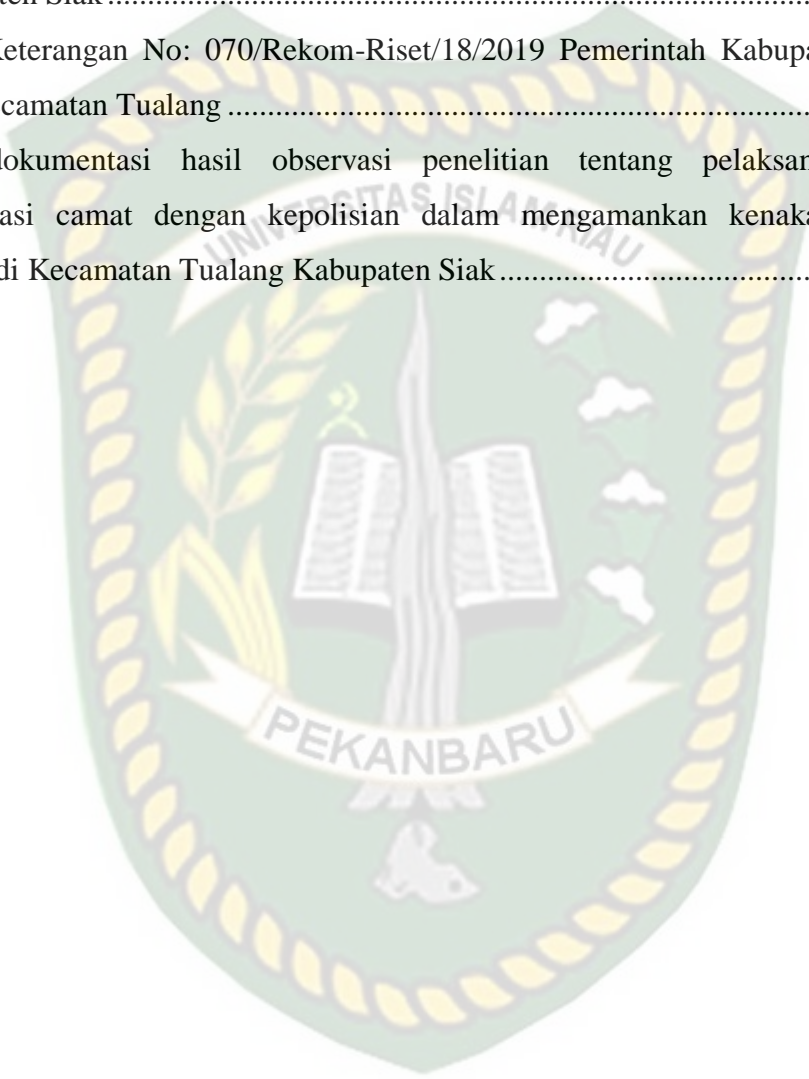 ten Siak ........................................................................
Keterangan No: 070/Rekom-Riset/18/2019 Pemerintah Kabupa
camatan Tualang ........................................................................
dokumentasi hasil observasi penelitian tentang pelaksan
asi camat dengan kepolisian dalam mengamankan kenaka
di Kecamatan Tualang Kabupaten Siak ........................................
UNIVERSITAS ISLAM RIAU
PEKANBARU